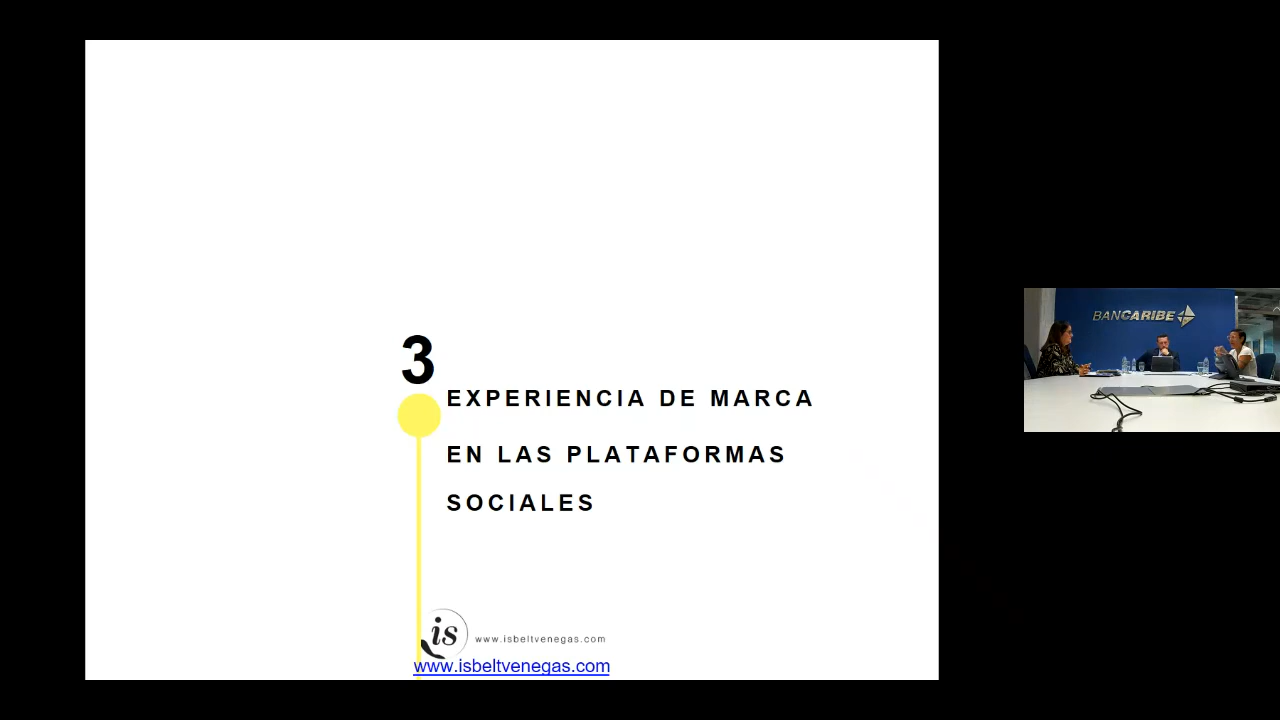 3
EXPERIENCIA DE MARCA
EN LAS PLATAFORMAS
SOCIALES
is
www.isbeltvenegas.com
www.isbeltvenegas.com
BANCARIBE